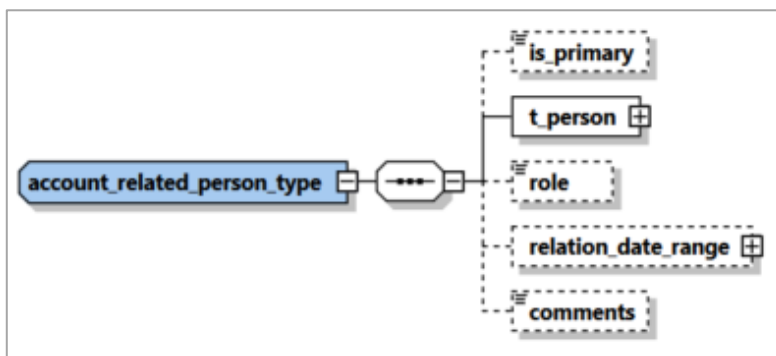 is_primary
t_person
account_related_person_type
role
relation_date_range
comments